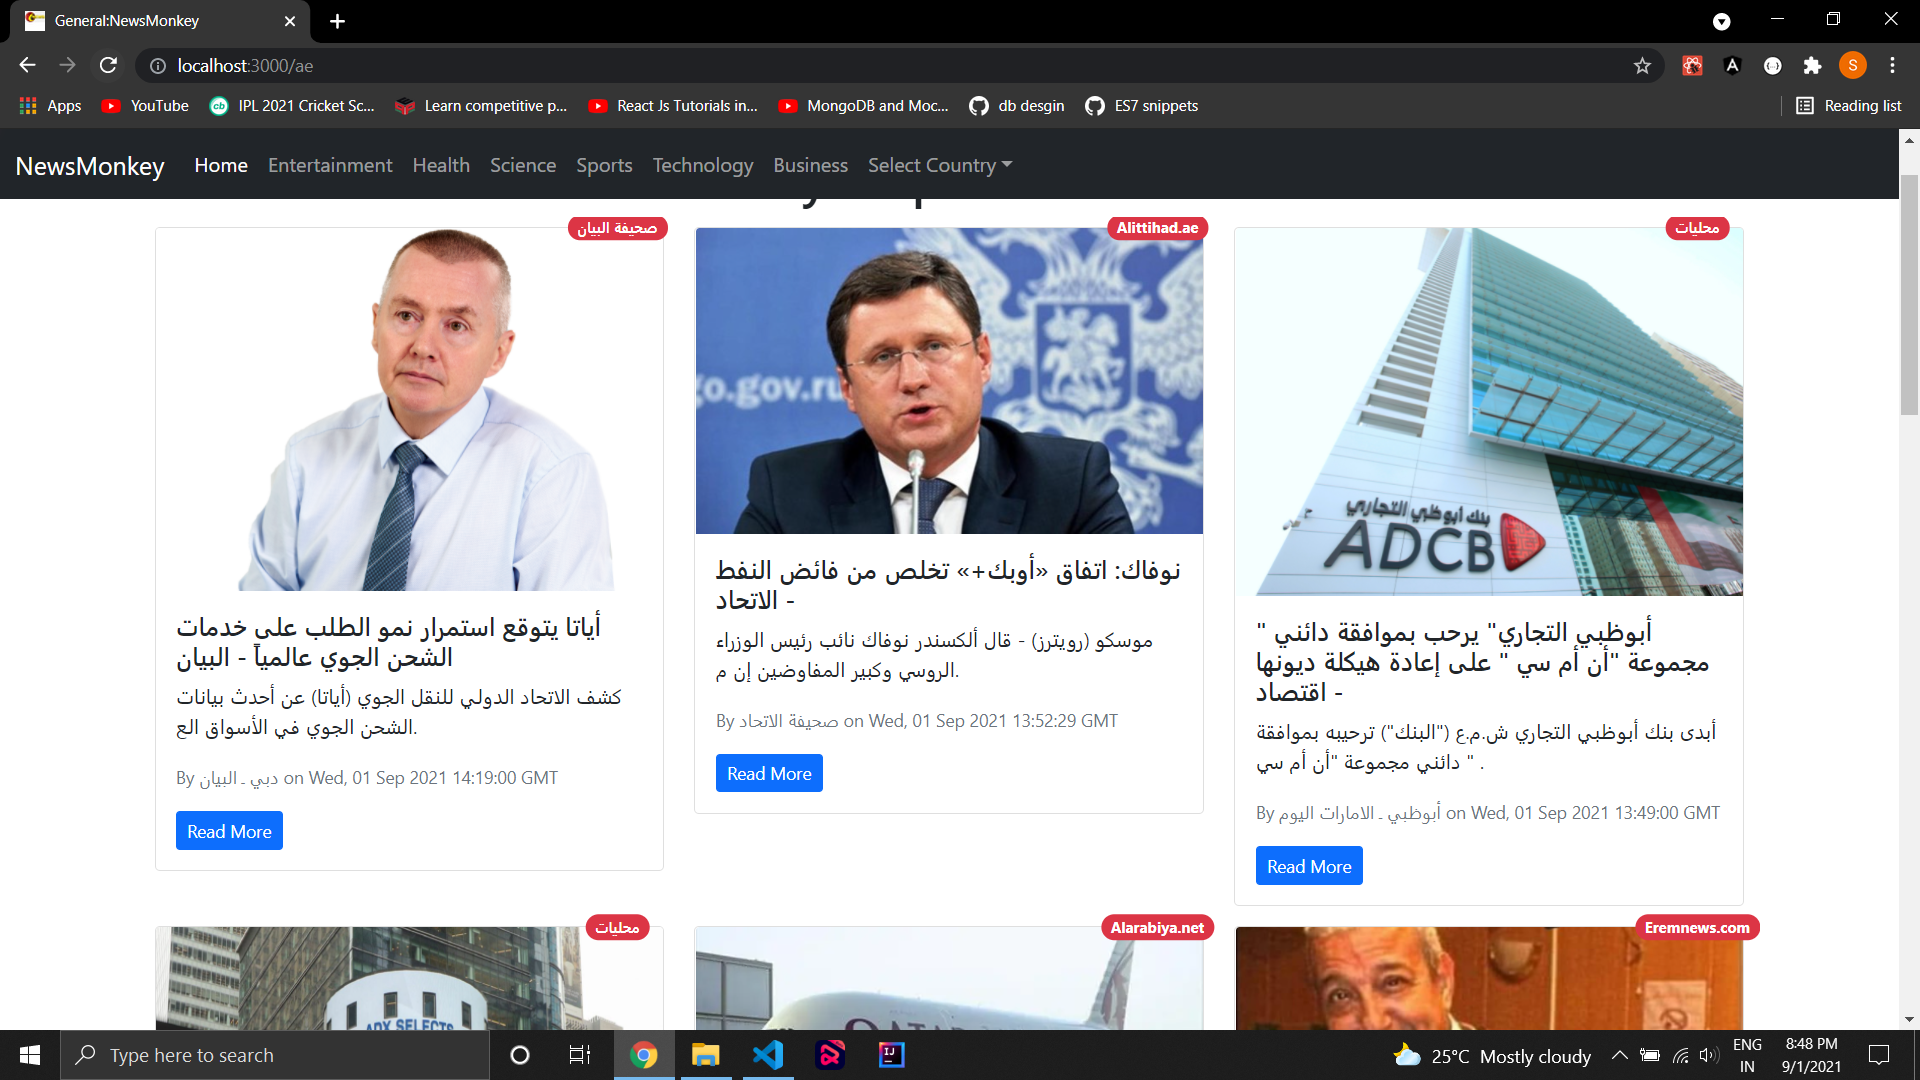 General:NewsMonkey
localhost:3000/ae
S
Apps
YouTube
IPL 2021 Cricket Sc...
Learn competitive p...
React Js Tutorials in...
MongoDB and Moc...
db desgin
ES7 snippets
Reading list
NewsMonkey
Home
Entertainment
Health
Science
Sports
Technology
Business
Select Country
صحيفة البيان
أياتا يتوقع استمرار نمو الطلب على خدمات
الشحن الجوي عالمياً - البيان
كشف الاتحاد الدولي للنقل الجوي (أياتا) عن أحدث بيانات
الشحن الجوي في الأسواق الع.
By دبي ـ البيان on Wed, 01 Sep 2021 14:19:00 GMT
Read More
Alittihad.ae
go.gov.ru
نوفاك: اتفاق «أوبك+» تخلص من فائض النفط
- الاتحاد
موسكو (رويترز) - قال ألكسندر نوفاك نائب رئيس الوزراء
الروسي وكبير المفاوضين إن م.
By صحيفة الاتحاد on Wed, 01 Sep 2021 13:52:29 GMT
Read More
محليات
بنك أبوظبي التجاري
ADCB
" أبوظبي التجاري" يرحب بموافقة دائني
مجموعة "أن أم سي " على إعادة هيكلة ديونها
- اقتصاد
أبدى بنك أبوظبي التجاري ش.م.ع ("البنك") ترحيبه بموافقة
دائني مجموعة "أن أم سي " .
By أبوظبي ـ الامارات اليوم on Wed, 01 Sep 2021 13:49:00 GMT
Read More
محليات
ADX SELECTS
Alarabiya.net
Eremnews.com
Type here to search
25°C Mostly cloudy
ENG
IN
8:48 PM
9/1/2021